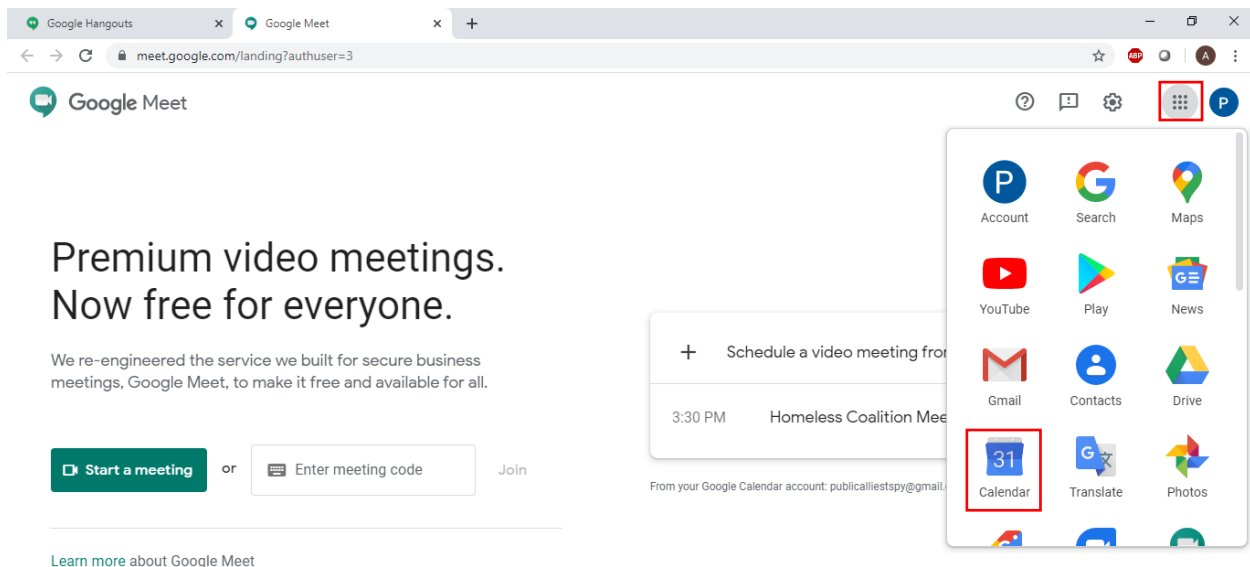 Google Hangouts
Google Meet
meet.google.com/landing?authuser=3
ABP
A
Google Meet
P
Premium video meetings.
Now free for everyone.
We re-engineered the service we built for secure business
meetings, Google Meet, to make it free and available for all.
Start a meeting
or
Enter meeting code
Join
Learn more about Google Meet
Schedule a video meeting from
3:30 PM Homeless Coalition Mee
From your Google Calendar account: publicalliestspy@gmail.
P
Account Search Maps
GE
YouTube Play News
Gmail Contacts Drive
31
G 文
Calendar Translate Photos